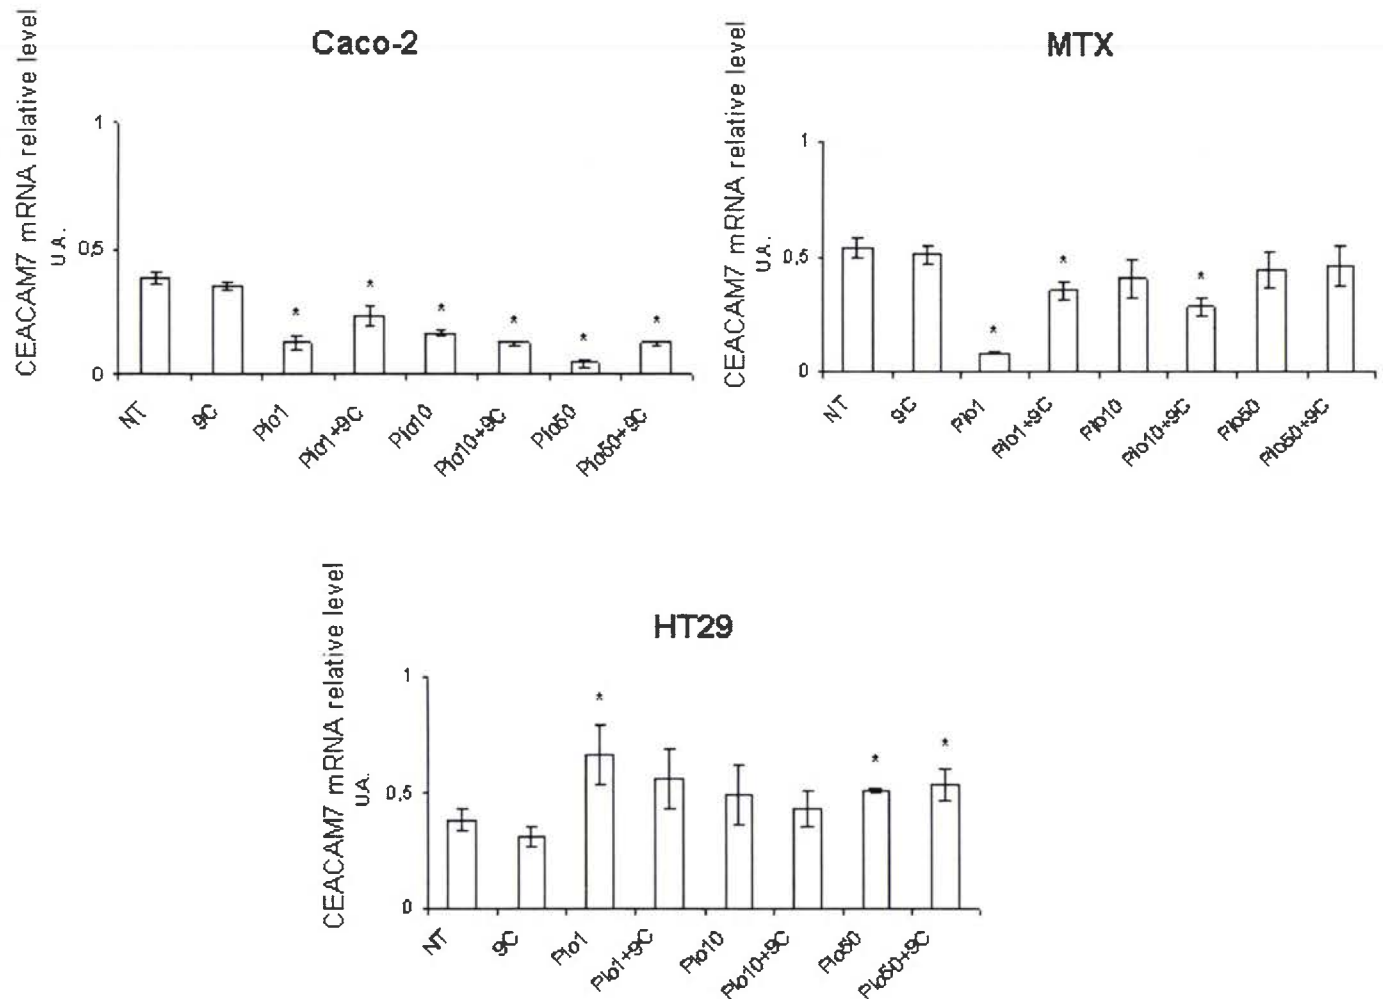 Caco-2
CEACAM7 mRNA relative level
U.A.
1
0,5
0
*
*
*
*
*
*
NT
9C
Pio1
Pio1+9C
Pio10
Pio10+9C
Pio50
Pio50+9C
MTX
CEACAM7 mRNA relative level
U.A.
1
0,5
0
*
*
*
NT
9C
Pio1
Pio1+9C
Pio10
Pio10+9C
Pio50
Pio50+9C
HT29
CEACAM7 mRNA relative level
U.A.
1
0,5
0
*
*
*
NT
9C
Pio1
Pio1+9C
Pio10
Pio10+9C
Pio50
Pio50+9C